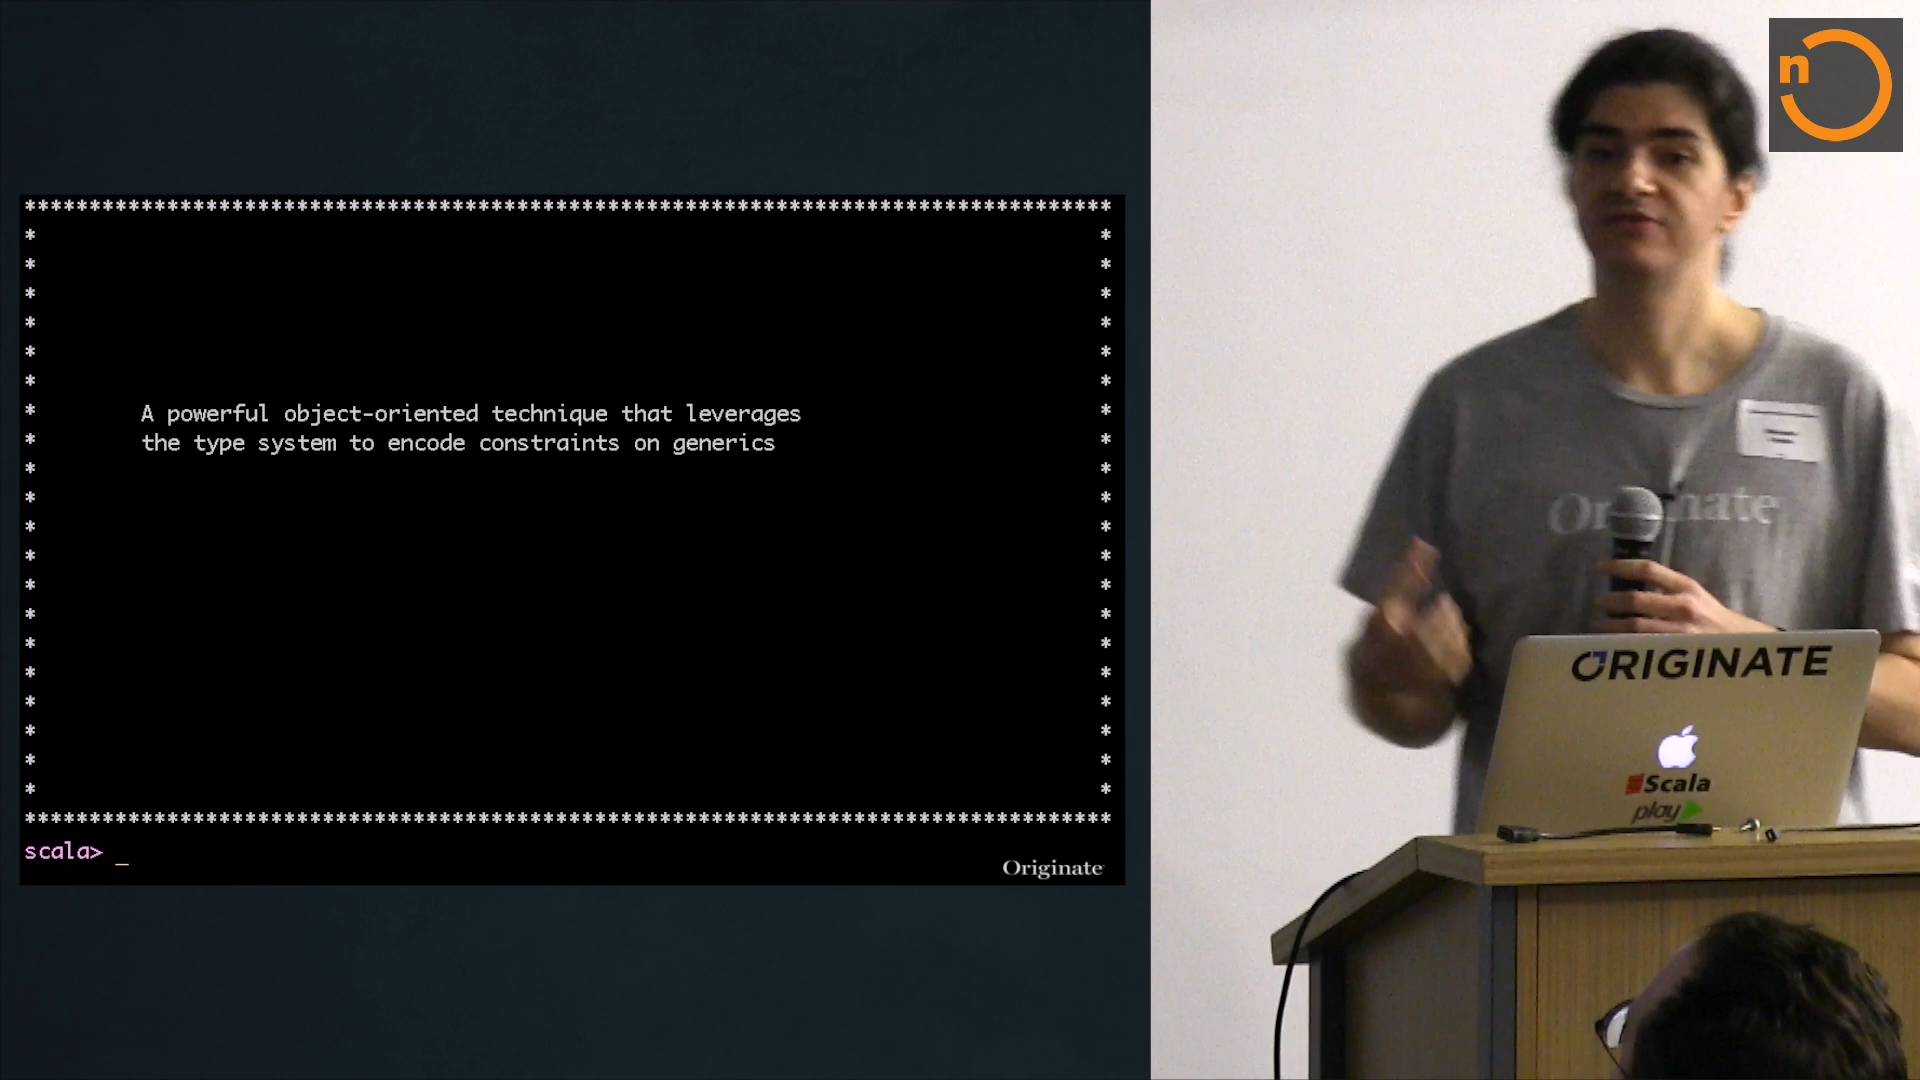 ********************************************************************************
* *
* *
* *
* *
* *
* *
* A powerful object-oriented technique that leverages *
* the type system to encode constraints on generics *
* *
* *
* *
* *
* *
* *
* *
* *
* *
* *
* *
* *
********************************************************************************
scala> _
Originate
n
ORIGINATE
Scala
play